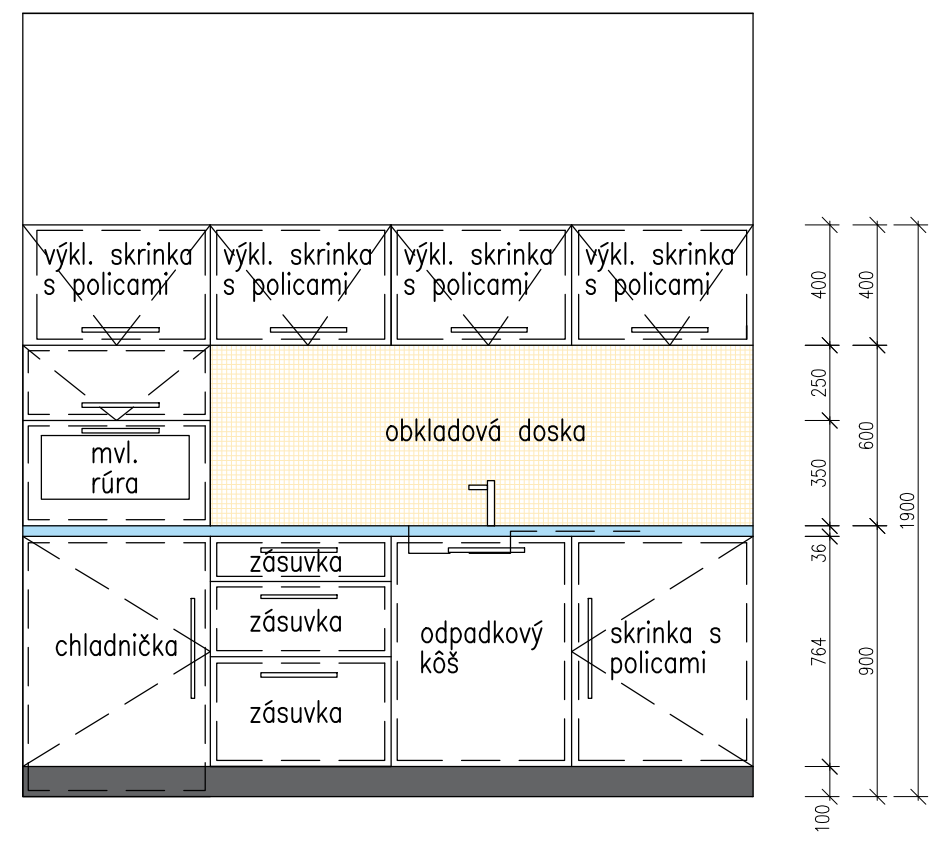 výkl. skrinka
s policami
výkl. skrinka
s policami
výkl. skrinka
s policami
výkl. skrinka
s policami
400
400
250
obkladová doska
600
mvl.
rúra
350
1900
36
zásuvka
zásuvka
chladnička
odpadkový
kôš
skrinka s
policami
764
900
zásuvka
100